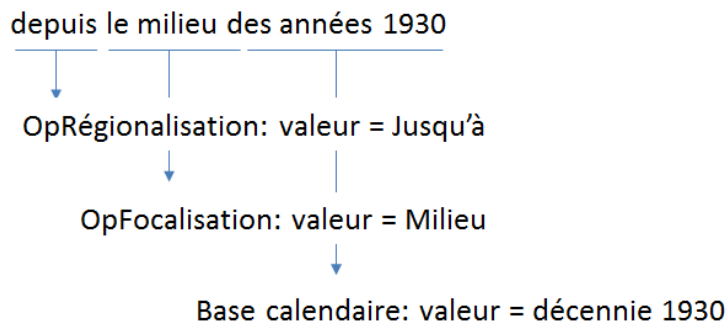 depuis le milieu des années 1930
OpRégionalisation: valeur = Jusqu'à
OpFocalisation: valeur = Milieu
Base calendaire: valeur = décennie 1930